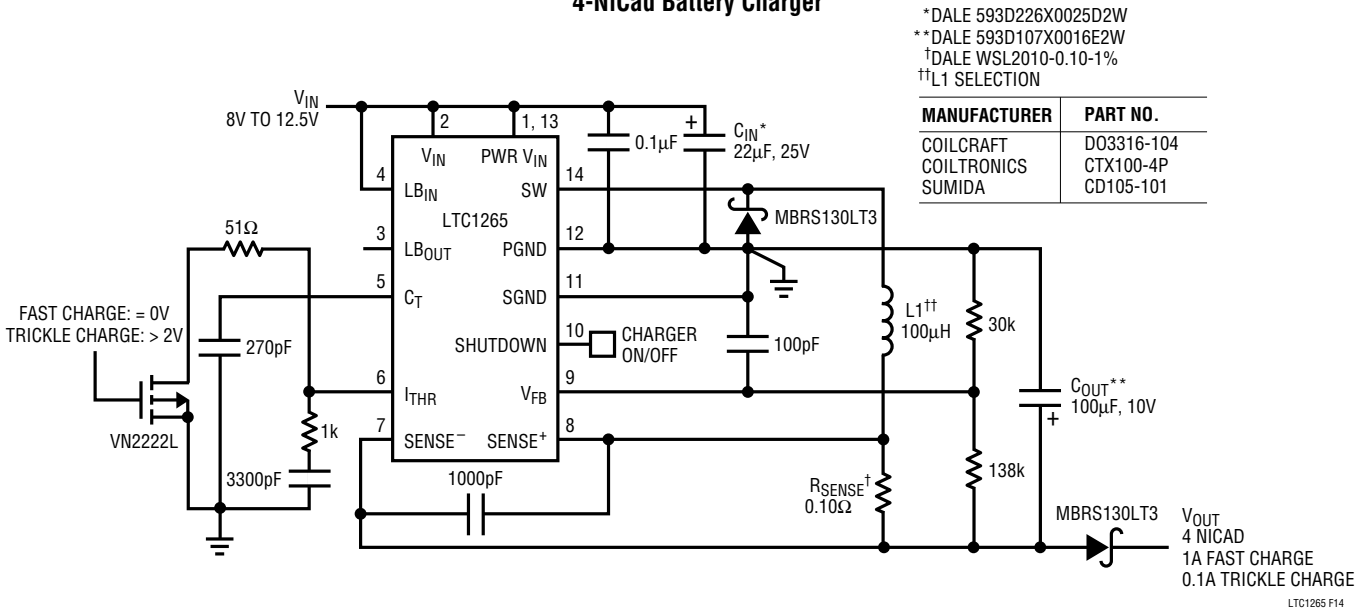 4-NiCad Battery Charger
*DALE 593D226X0025D2W
**DALE 593D107X0016E2W
†DALE WSL2010-0.10-1%
††L1 SELECTION
MANUFACTURER PART NO.
COILCRAFT DO3316-104
COILTRONICS CTX100-4P
SUMIDA CD105-101
VIN
8V TO 12.5V
2
1, 13
VIN
PWR VIN
0.1µF
+
CIN*
22µF, 25V
4
LBIN
SW
14
LTC1265
MBRS130LT3
51Ω
3
LBOUT
PGND
12
5
CT
SGND
11
FAST CHARGE: = 0V
TRICKLE CHARGE: > 2V
270pF
SHUTDOWN
10
CHARGER
ON/OFF
100pF
L1††
100µH
30k
6
ITHR
VFB
9
COUT**
100µF, 10V
+
VN2222L
1k
7
SENSE–
SENSE+
8
3300pF
1000pF
RSENSE†
0.10Ω
138k
MBRS130LT3
VOUT
4 NICAD
1A FAST CHARGE
0.1A TRICKLE CHARGE
LTC1265 F14